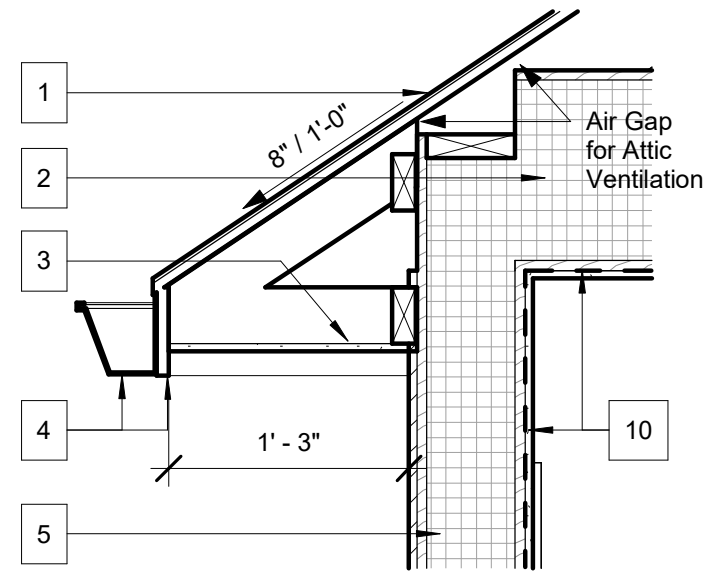 1
8" / 1'-0"
Air Gap
for Attic
Ventilation
2
3
4
1' - 3"
10
5